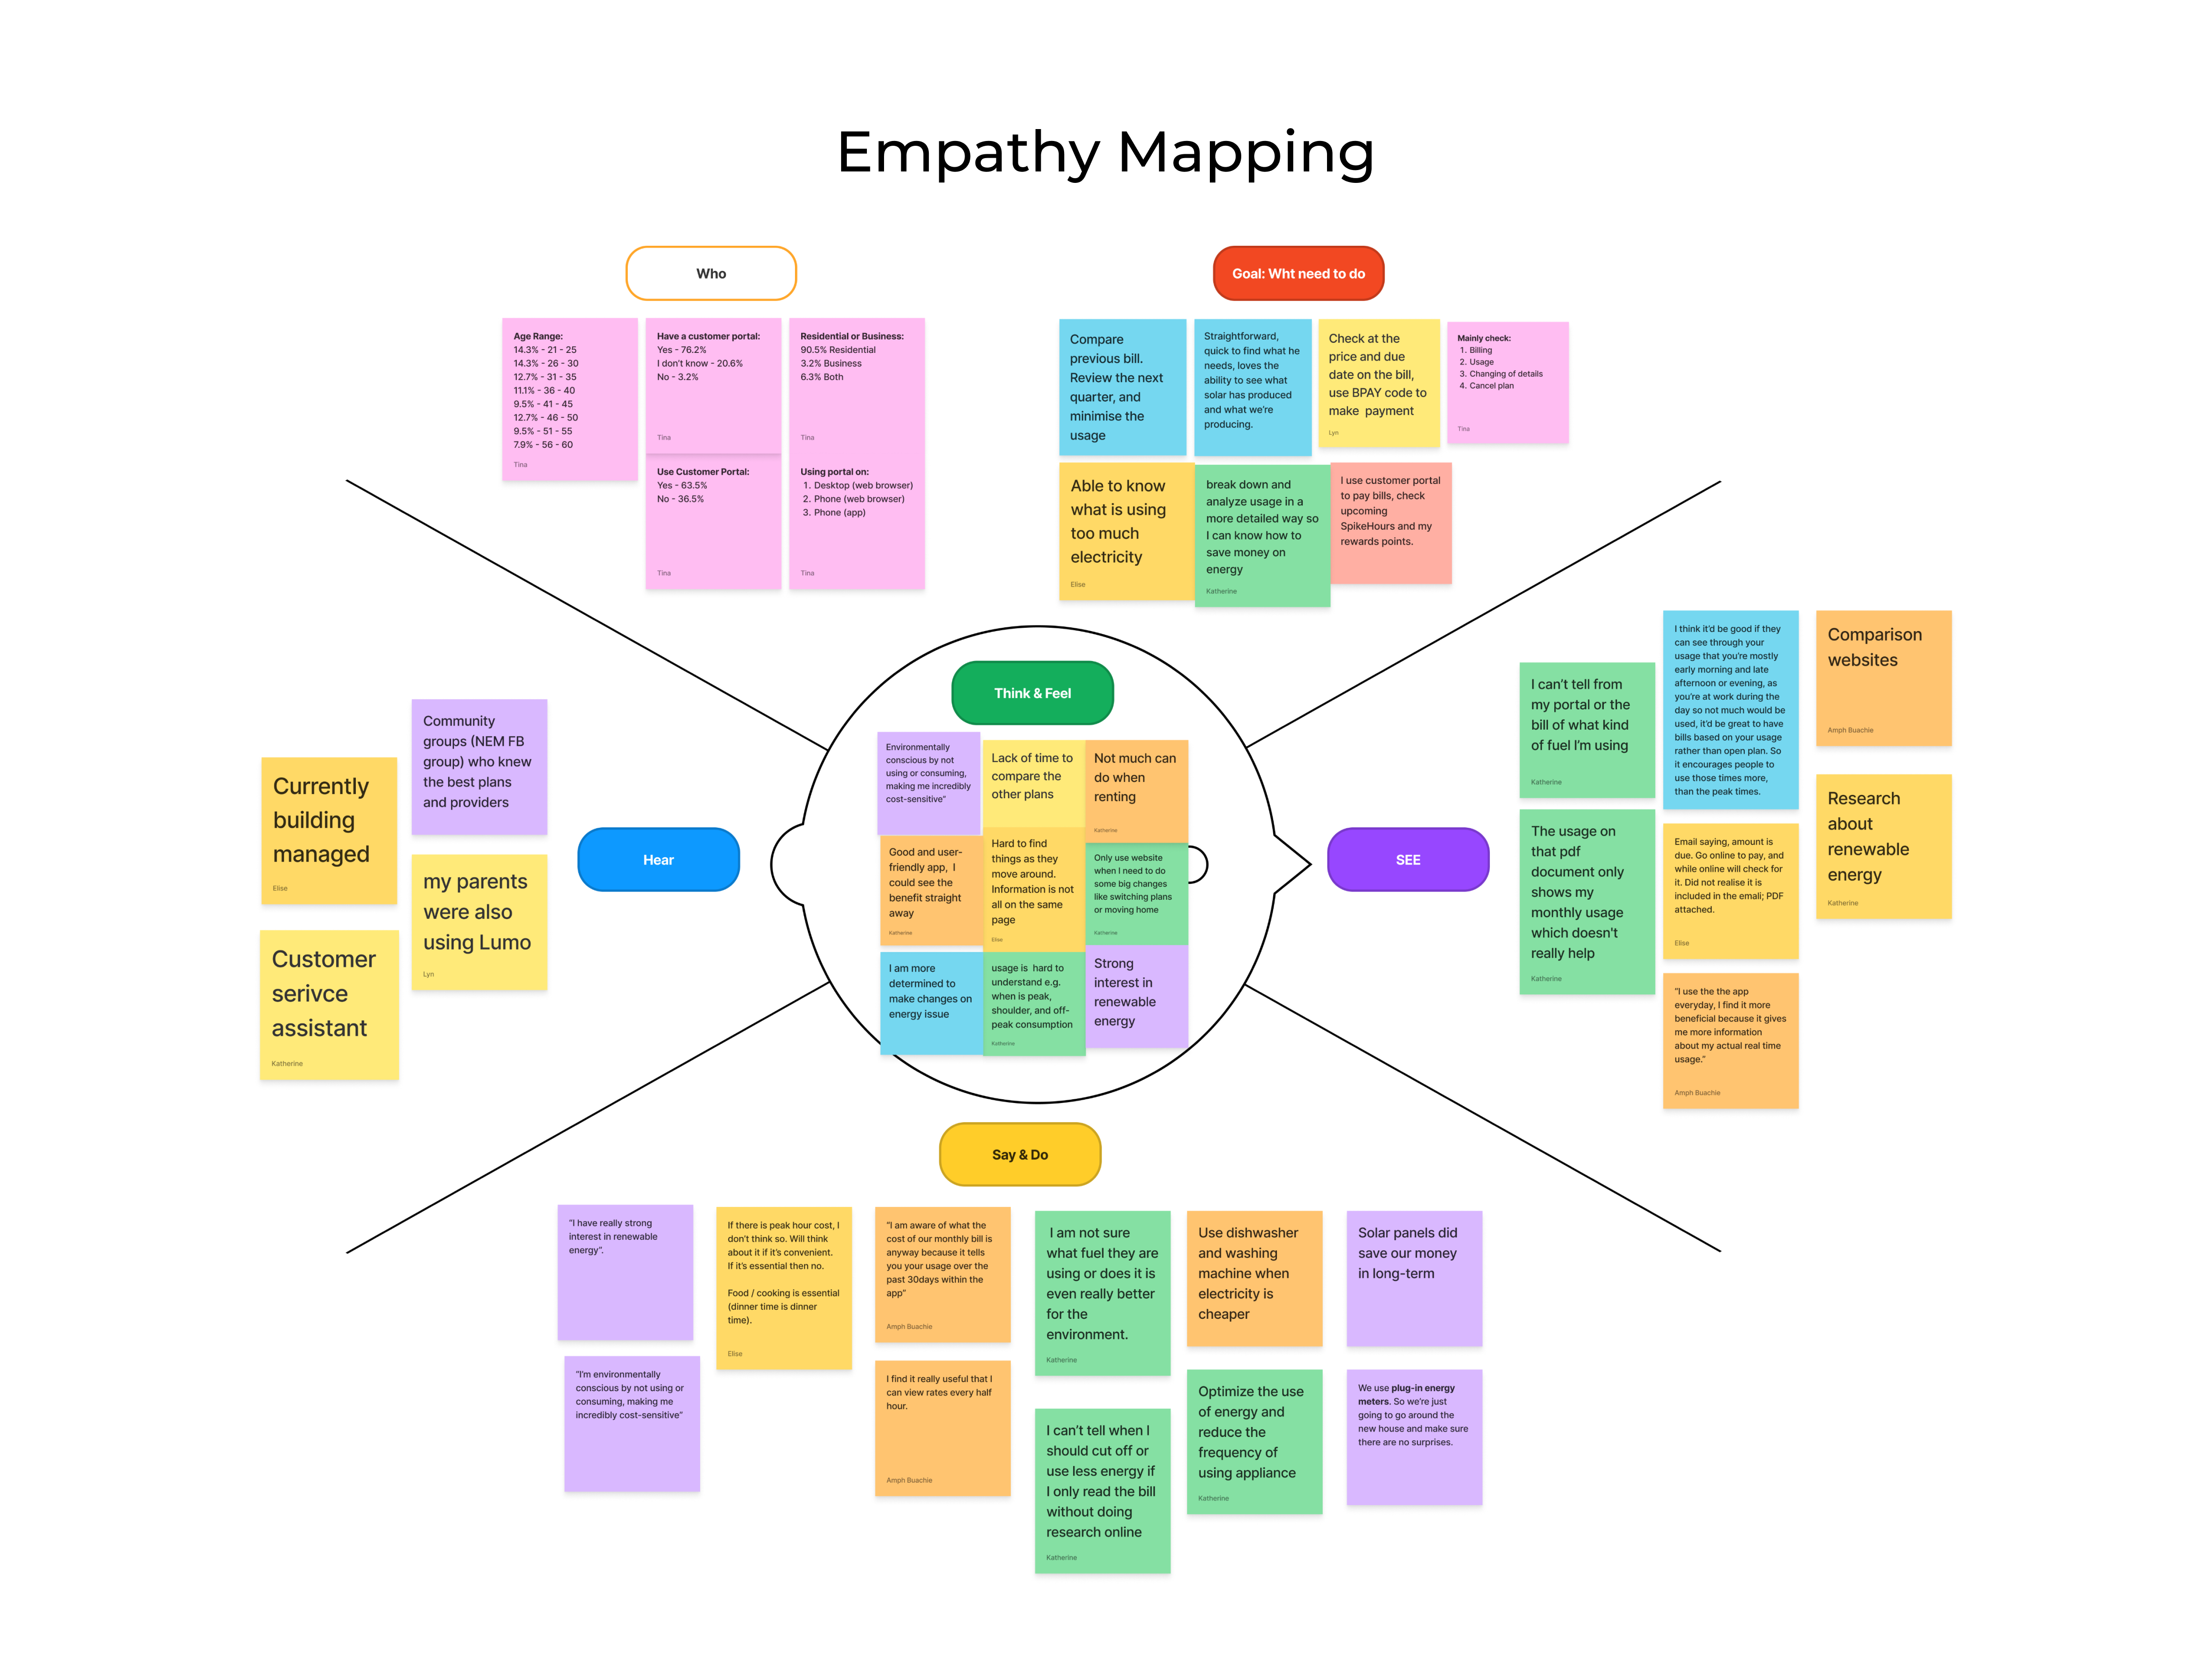 Empathy Mapping
Who
Age Range:
14.3% - 21 - 25
14.3% - 26 - 30
12.7% - 31 - 35
11.1% - 36 - 40
9.5% - 41 - 45
12.7% - 46 - 50
9.5% - 51 - 55
7.9% - 56 - 60
Tina
Have a customer portal:
Yes - 76.2%
I don't know - 20.6%
No - 3.2%
Tina
Residential or Business:
90.5% Residential
3.2% Business
6.3% Both
Tina
Use Customer Portal:
Yes - 63.5%
No - 36.5%
Tina
Using portal on:
1. Desktop (web browser)
2. Phone (web browser)
3. Phone (app)
Tina
Goal: Wht need to do
Compare
previous bill.
Review the next
quarter, and
minimise the
usage
Straightforward,
quick to find what he
needs, loves the
ability to see what
solar has produced
and what we're
producing.
Check at the
price and due
date on the bill,
use BPAY code to
make payment
Lyn
Mainly check:
1. Billing
2. Usage
3. Changing of details
4. Cancel plan
Tina
Able to know
what is using
too much
electricity
Elise
break down and
analyze usage in a
more detailed way so
I can know how to
save money on
energy
Katherine
I use customer portal
to pay bills, check
upcoming
SpikeHours and my
rewards points.
Think & Feel
Environmentally
conscious by not
using or consuming,
making me incredibly
cost-sensitive”
Lack of time to
compare the
other plans
Not much can
do when
renting
Katherine
Good and user-
friendly app, I
could see the
benefit straight
away
Katherine
Hard to find
things as they
move around.
Information is not
all on the same
page
Elise
Only use website
when I need to do
some big changes
like switching plans
or moving home
Katherine
I am more
determined to
make changes on
energy issue
usage is hard to
understand e.g.
when is peak,
shoulder, and off-
peak consumption
Katherine
Strong
interest in
renewable
energy
Hear
Community
groups (NEM FB
group) who knew
the best plans
and providers
Currently
building
managed
Elise
my parents
were also
using Lumo
Lyn
Customer
serivce
assistant
Katherine
SEE
I can't tell from
my portal or the
bill of what kind
of fuel I'm using
Katherine
I think it'd be good if they
can see through your
usage that you're mostly
early morning and late
afternoon or evening, as
you're at work during the
day so not much would be
used, it'd be great to have
bills based on your usage
rather than open plan. So
it encourages people to
use those times more,
than the peak times.
Comparison
websites
Amph Buachie
The usage on
that pdf
document only
shows my
monthly usage
which doesn't
really help
Katherine
Email saying, amount is
due. Go online to pay, and
while online will check for
it. Did not realise it is
included in the emali; PDF
attached.
Elise
Research
about
renewable
energy
Katherine
“I use the the app
everyday, I find it more
beneficial because it gives
me more information
about my actual real time
usage.”
Amph Buachie
Say & Do
“I have really strong
interest in renewable
energy”.
“I'm environmentally
conscious by not using or
consuming, making me
incredibly cost-sensitive”
If there is peak hour cost, I
don't think so. Will think
about it if it's convenient.
If it's essential then no.
Food / cooking is essential
(dinner time is dinner
time).
Elise
“I am aware of what the
cost of our monthly bill is
anyway because it tells
you your usage over the
past 30days within the
app”
Amph Buachie
I find it really useful that I
can view rates every half
hour.
Amph Buachie
I am not sure
what fuel they are
using or does it is
even really better
for the
environment.
Katherine
I can't tell when I
should cut off or
use less energy if
I only read the bill
without doing
research online
Katherine
Use dishwasher
and washing
machine when
electricity is
cheaper
Optimize the use
of energy and
reduce the
frequency of
using appliance
Katherine
Solar panels did
save our money
in long-term
We use plug-in energy
meters. So we're just
going to go around the
new house and make sure
there are no surprises.